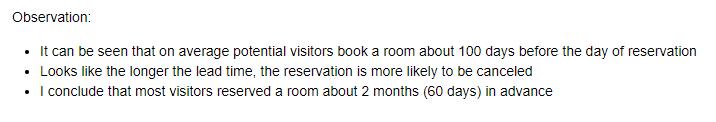 Observation:
• It can be seen that on average potential visitors book a room about 100 days before the day of reservation
• Looks like the longer the lead time, the reservation is more likely to be canceled
• I conclude that most visitors reserved a room about 2 months (60 days) in advance